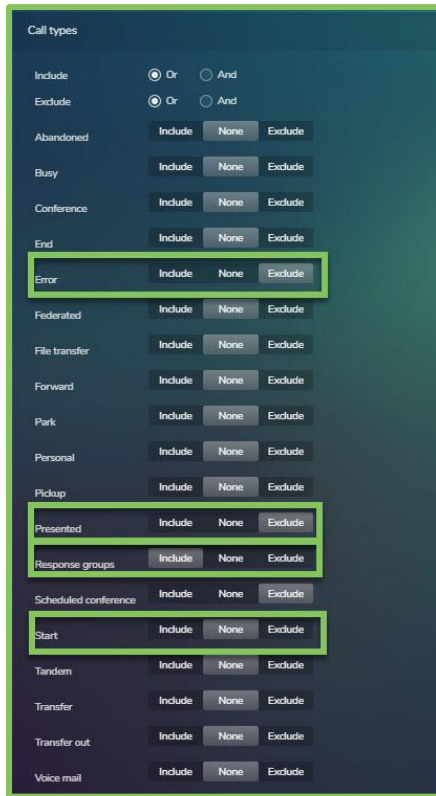 Call types
Include Or And
Exclude Or And
Abandoned Include None Exclude
Busy Include None Exclude
Conference Include None Exclude
End Include None Exclude
Error Include None Exclude
Federated Include None Exclude
File transfer Include None Exclude
Forward Include None Exclude
Park Include None Exclude
Personal Include None Exclude
Pickup Include None Exclude
Presented Include None Exclude
Response groups Include None Exclude
Scheduled conference Include None Exclude
Start Include None Exclude
Tandem Include None Exclude
Transfer Include None Exclude
Transfer out Include None Exclude
Voice mail Include None Exclude